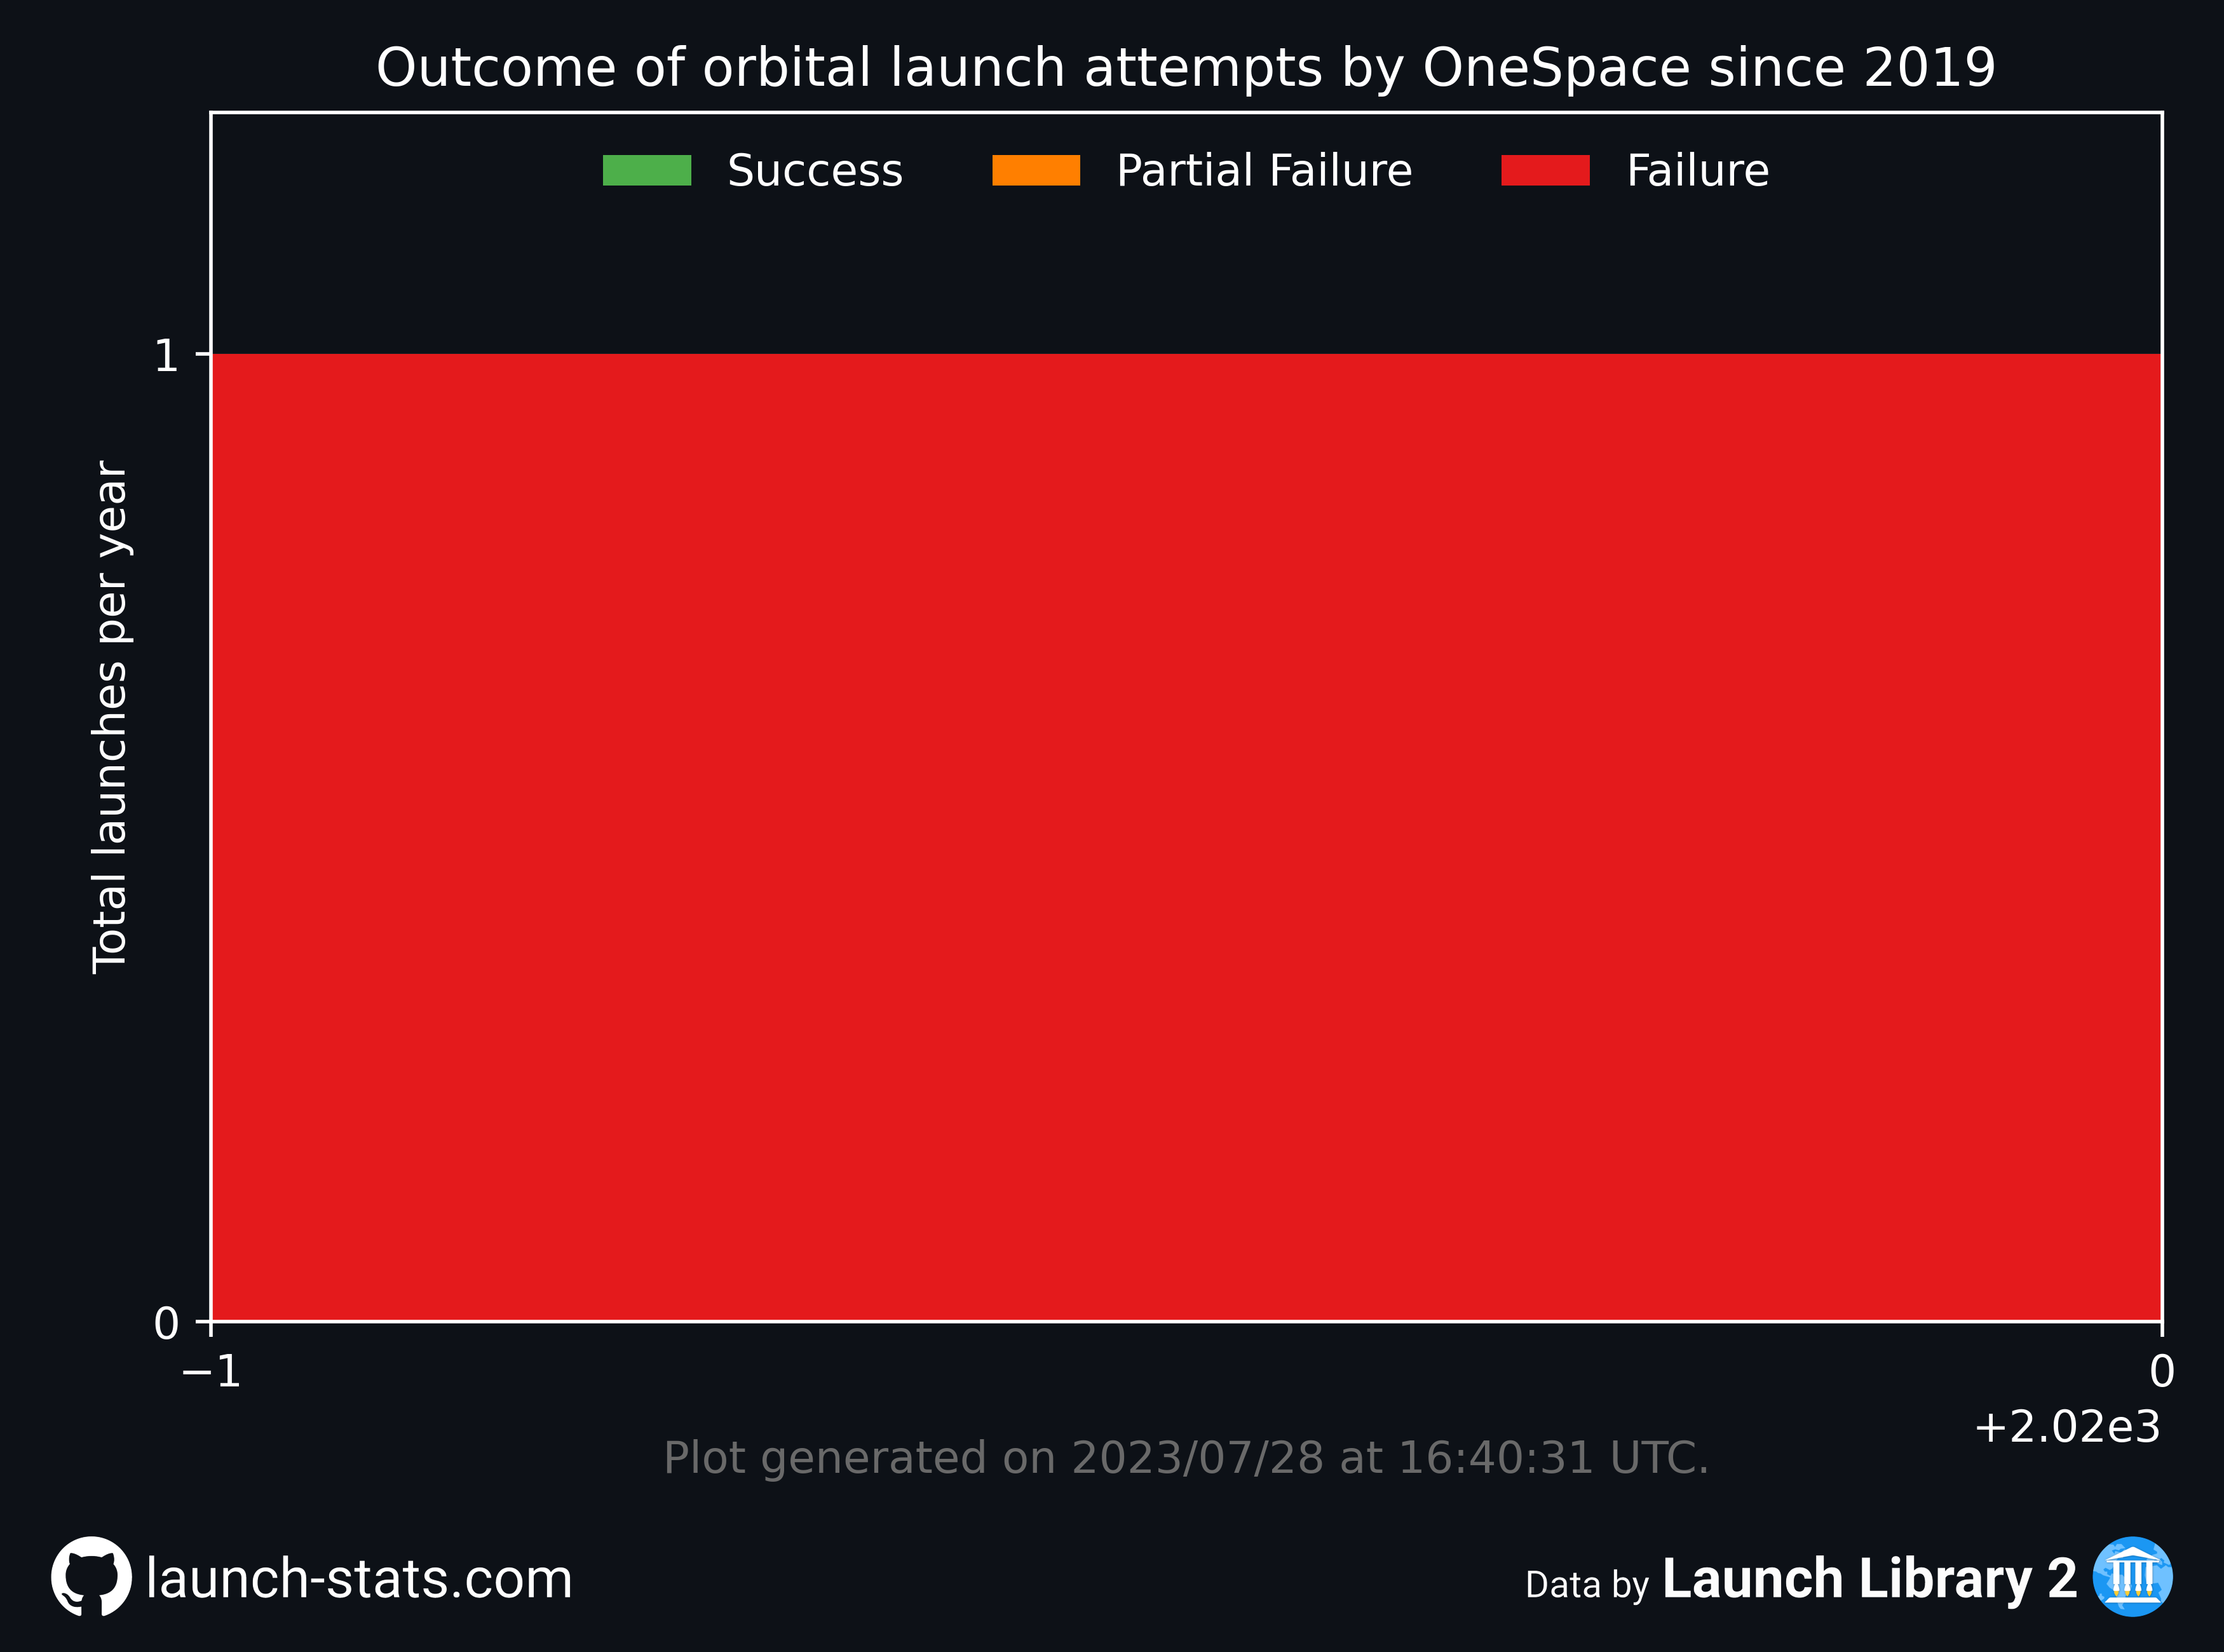 Outcome of orbital launch attempts by OneSpace since 2019
Success Partial Failure Failure
Total launches per year
1
0
−1 0
+2.02e3
Plot generated on 2023/07/28 at 16:40:31 UTC.
launch-stats.com
Data by Launch Library 2